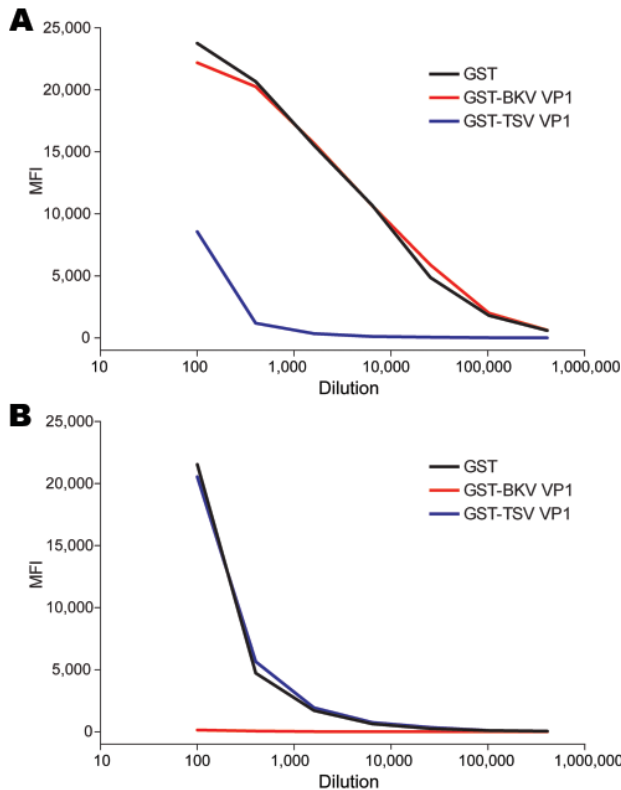 A
25,000
20,000
15,000
10,000
5,000
0
MFI
GST
GST-BKV VP1
GST-TSV VP1
10 100 1,000 10,000 100,000 1,000,000
Dilution
B
25,000
20,000
15,000
10,000
5,000
0
MFI
GST
GST-BKV VP1
GST-TSV VP1
10 100 1,000 10,000 100,000 1,000,000
Dilution